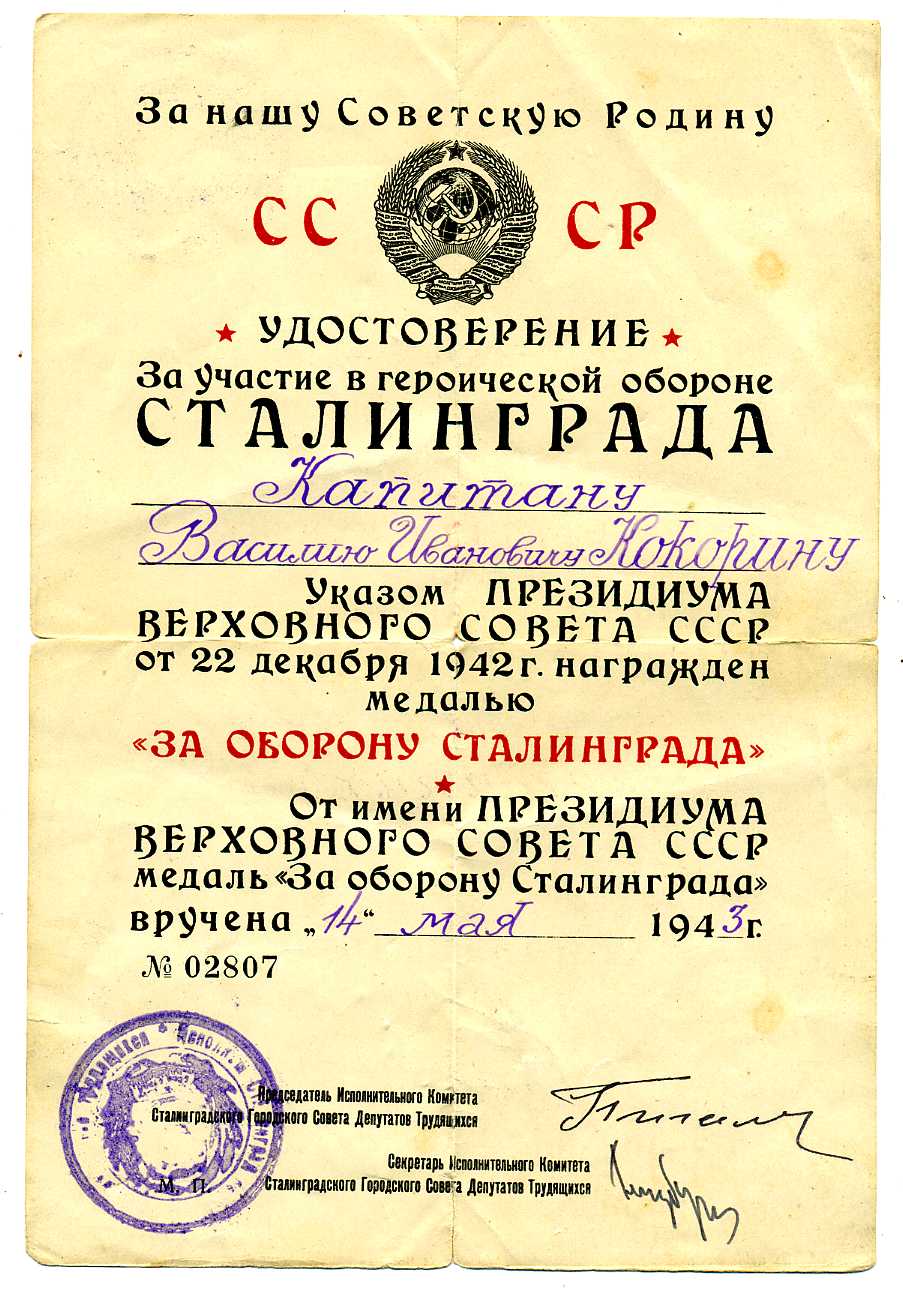 За нашу Советскую Родину
СС СР
УДОСТОВЕРЕНИЕ
За участие в героической обороне
СТАЛИНГРАДА
Капитану
Василию Ивановичу Кокорину
Указом ПРЕЗИДИУМА
ВЕРХОВНОГО СОВЕТА СССР
от 22 декабря 1942 г. награжден
медалью
«ЗА ОБОРОНУ СТАЛИНГРАДА»
От имени ПРЕЗИДИУМА
ВЕРХОВНОГО СОВЕТА СССР
медаль «За оборону Сталинграда»
вручена „14“ мая 1943 г.
№ 02807
Председатель Исполнительного Комитета
Сталинградского Городского Совета Депутатов Трудящихся
Секретарь Исполнительного Комитета
Сталинградского Городского Совета Депутатов Трудящихся
М. П.